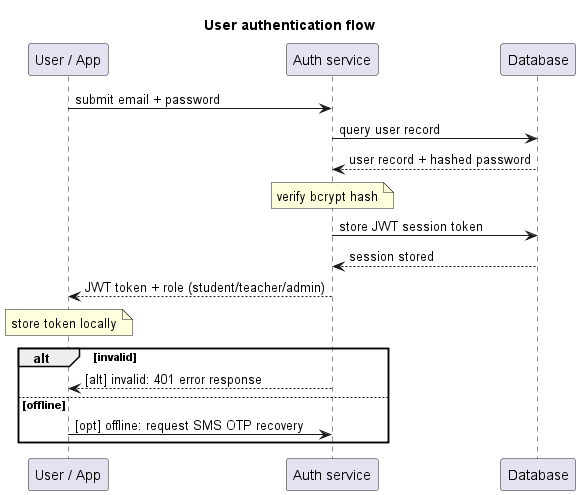 User authentication flow
User / App
Auth service
Database
submit email + password
query user record
user record + hashed password
verify bcrypt hash
store JWT session token
session stored
JWT token + role (student/teacher/admin)
store token locally
alt [invalid]
[alt] invalid: 401 error response
[offline]
[opt] offline: request SMS OTP recovery
User / App
Auth service
Database